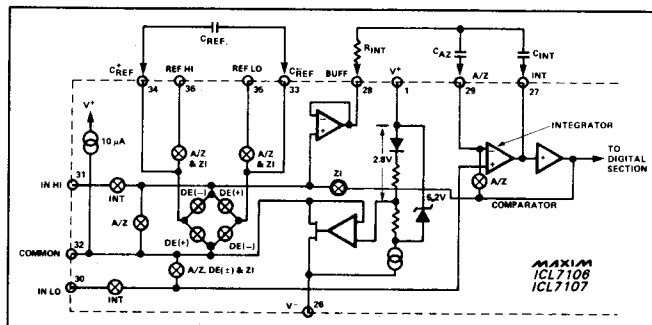 CREF.
RINT
CAZ
CINT
C+REF
REF HI
REF LO
C-REF
BUFF
V+
A/Z
INT
34
36
35
33
28
1
29
27
V+
10 µA
A/Z & ZI
A/Z & ZI
INTEGRATOR
TO DIGITAL SECTION
2.8V
31
IN HI
INT
ZI
A/Z
COMPARATOR
6.2V
DE(−)
DE(+)
A/Z
DE(+)
DE(−)
32
COMMON
A/Z, DE(±) & ZI
30
IN LO
INT
V−
26
MAXIM
ICL7106
ICL7107